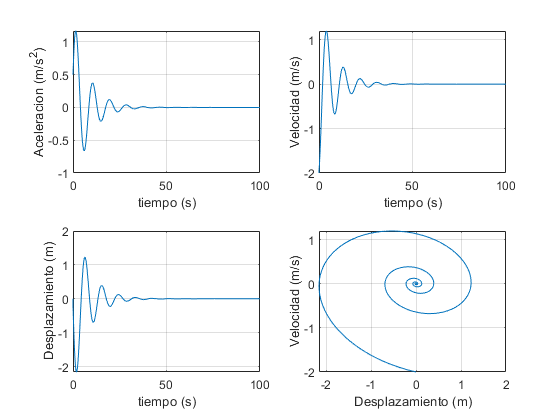 Aceleracion (m/s²)
1
0.5
0
-0.5
-1
0 50 100
tiempo (s)
Velocidad (m/s)
1
0
-1
-2
0 50 100
tiempo (s)
Desplazamiento (m)
2
1
0
-1
-2
0 50 100
tiempo (s)
Velocidad (m/s)
1
0
-1
-2
-2 -1 0 1 2
Desplazamiento (m)